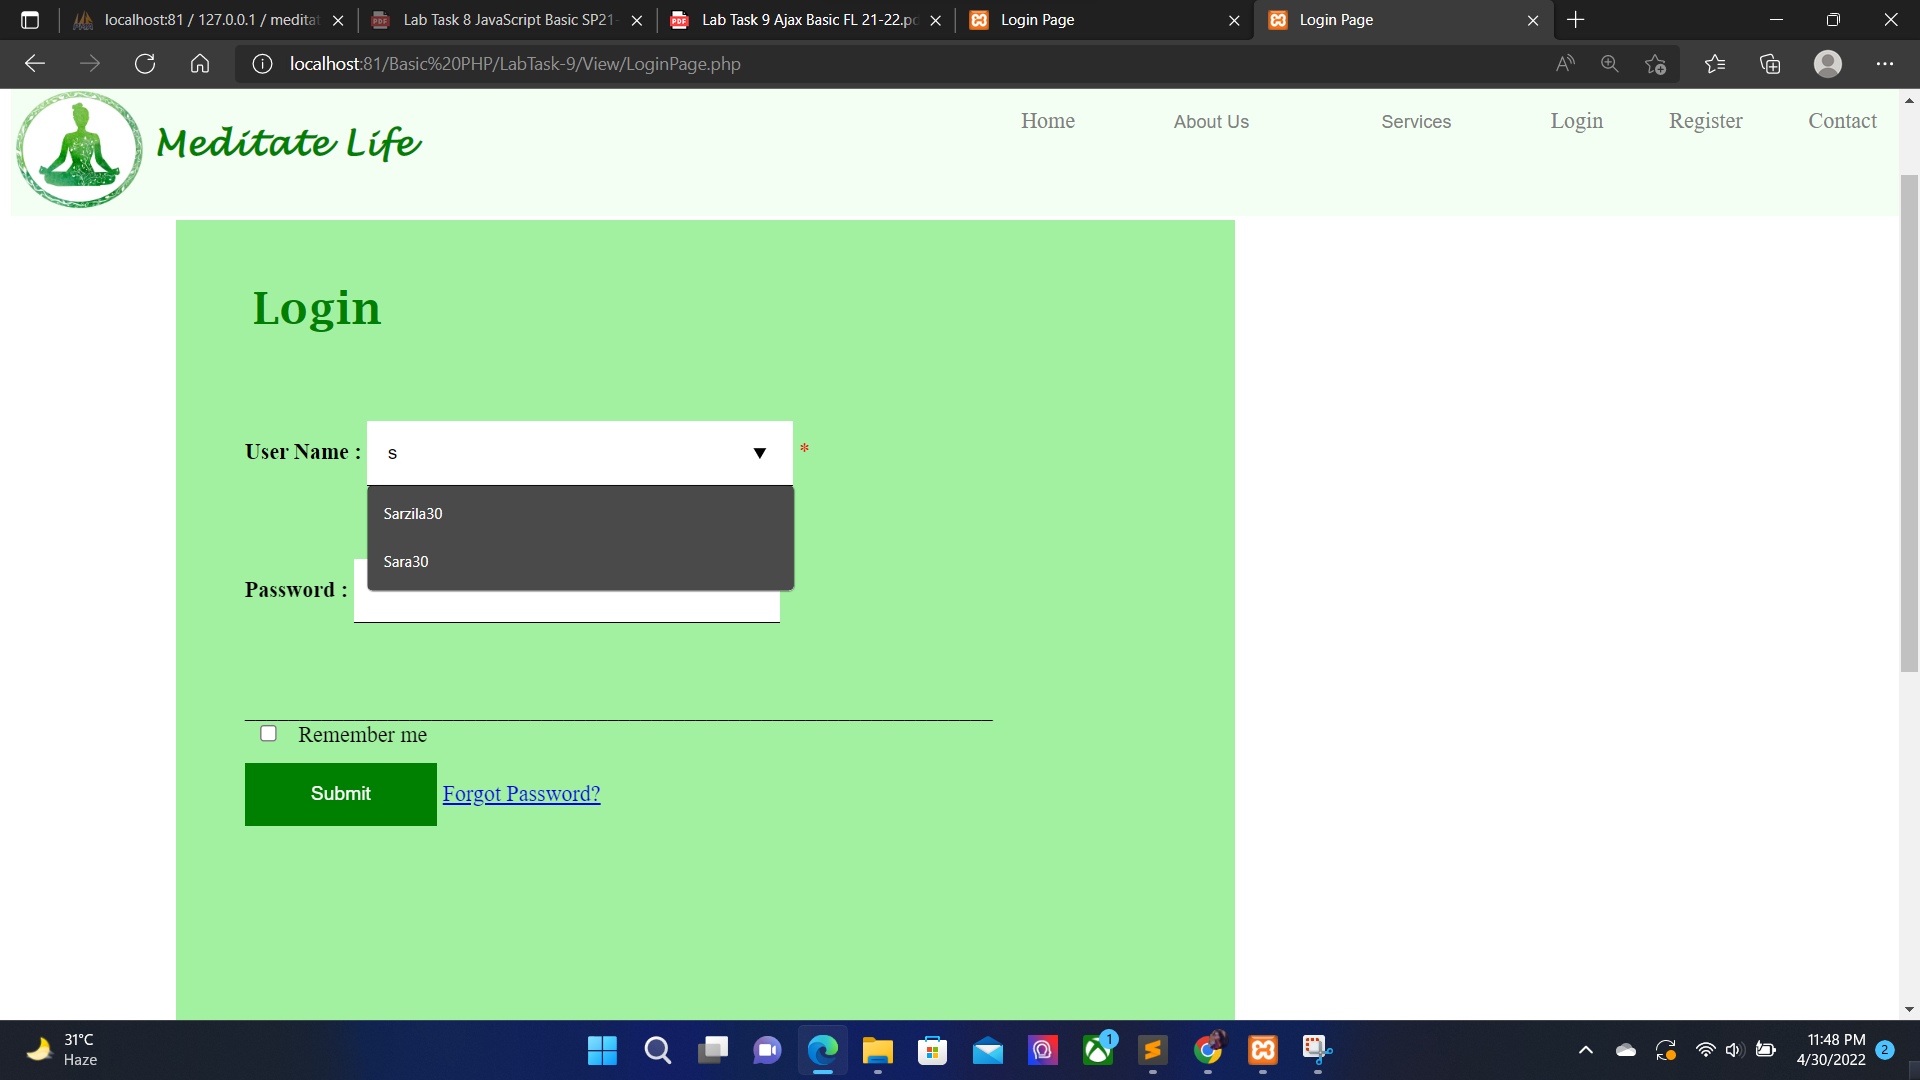 localhost:81 / 127.0.0.1 / meditat
Lab Task 8 JavaScript Basic SP21-
Lab Task 9 Ajax Basic FL 21-22.pd
Login Page
Login Page
localhost:81/Basic%20PHP/LabTask-9/View/LoginPage.php
Meditate Life
Home
About Us
Services
Login
Register
Contact
Login
User Name :
s
▼
*
Sarzila30
Sara30
Password :
Remember me
Submit
Forgot Password?
31°C
Haze
1
11:48 PM
4/30/2022
2